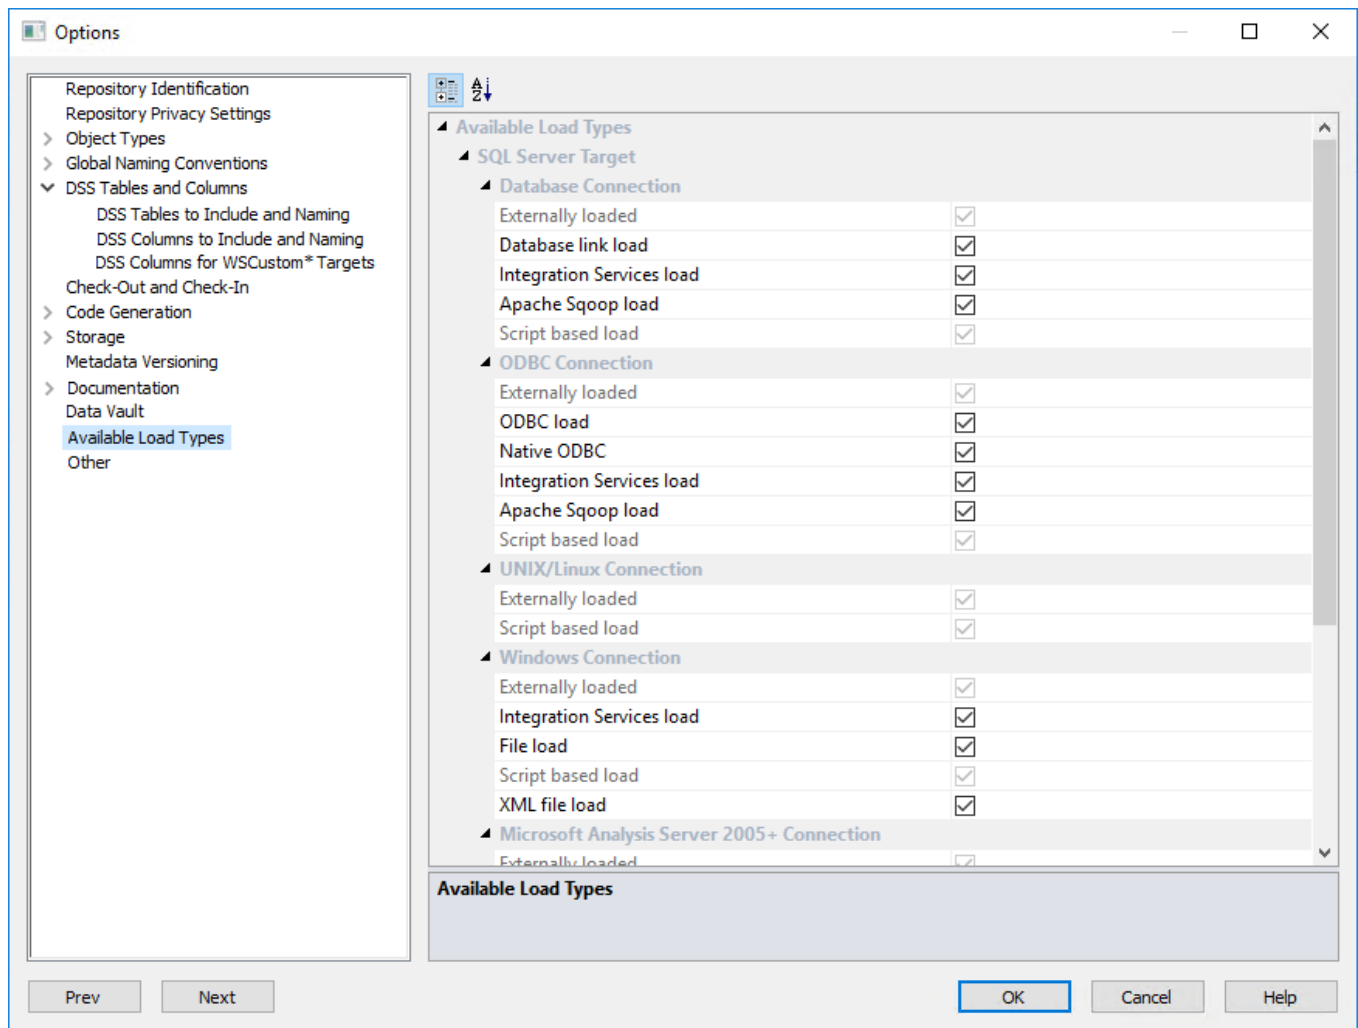 Options
Repository Identification
Repository Privacy Settings
Object Types
Global Naming Conventions
DSS Tables and Columns
DSS Tables to Include and Naming
DSS Columns to Include and Naming
DSS Columns for WSCustom* Targets
Check-Out and Check-In
Code Generation
Storage
Metadata Versioning
Documentation
Data Vault
Available Load Types
Other
Available Load Types
SQL Server Target
Database Connection
Externally loaded
Database link load
Integration Services load
Apache Sqoop load
Script based load
ODBC Connection
Externally loaded
ODBC load
Native ODBC
Integration Services load
Apache Sqoop load
Script based load
UNIX/Linux Connection
Externally loaded
Script based load
Windows Connection
Externally loaded
Integration Services load
File load
Script based load
XML file load
Microsoft Analysis Server 2005+ Connection
Externally loaded
Available Load Types
Prev
Next
OK
Cancel
Help